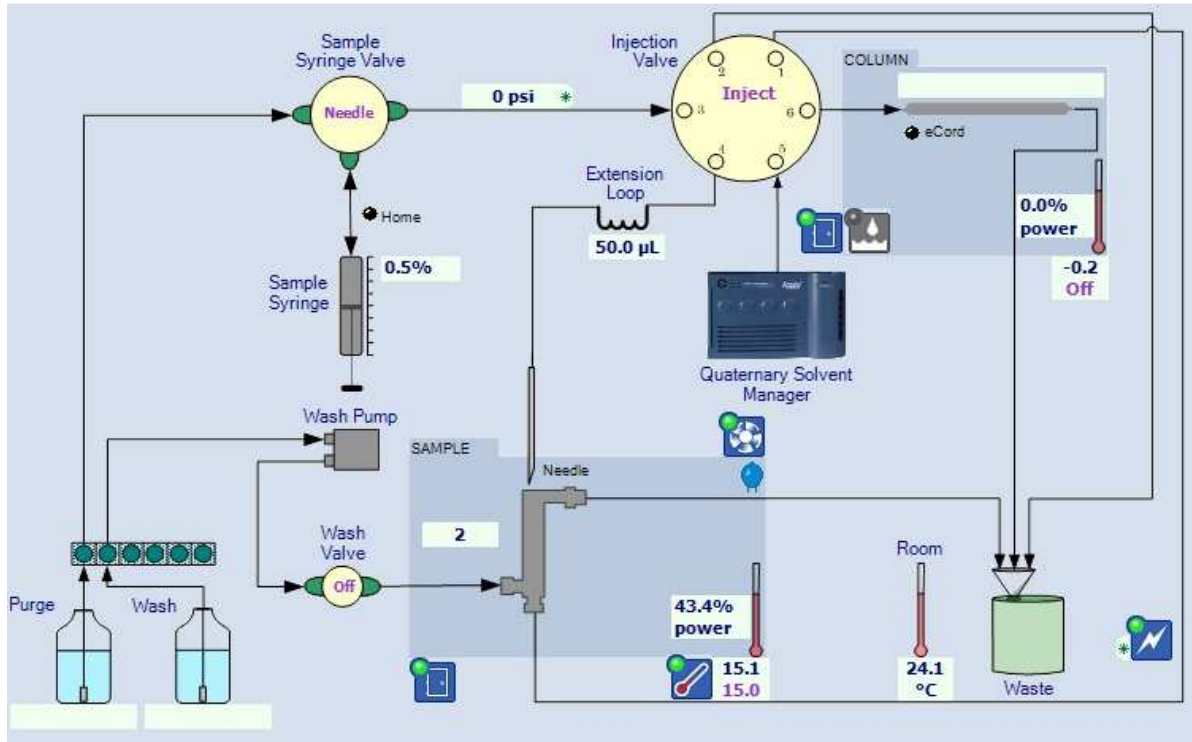 Sample
Syringe Valve
Needle
0 psi *
Injection
Valve
Inject
1
2
3
4
5
6
COLUMN
eCord
0.0%
power
-0.2
Off
Extension
Loop
50.0 µL
Home
0.5%
Sample
Syringe
Quaternary Solvent
Manager
Wash Pump
SAMPLE
Needle
2
Wash
Valve
Off
Purge
Wash
43.4%
power
15.1
15.0
Room
24.1
°C
Waste
*